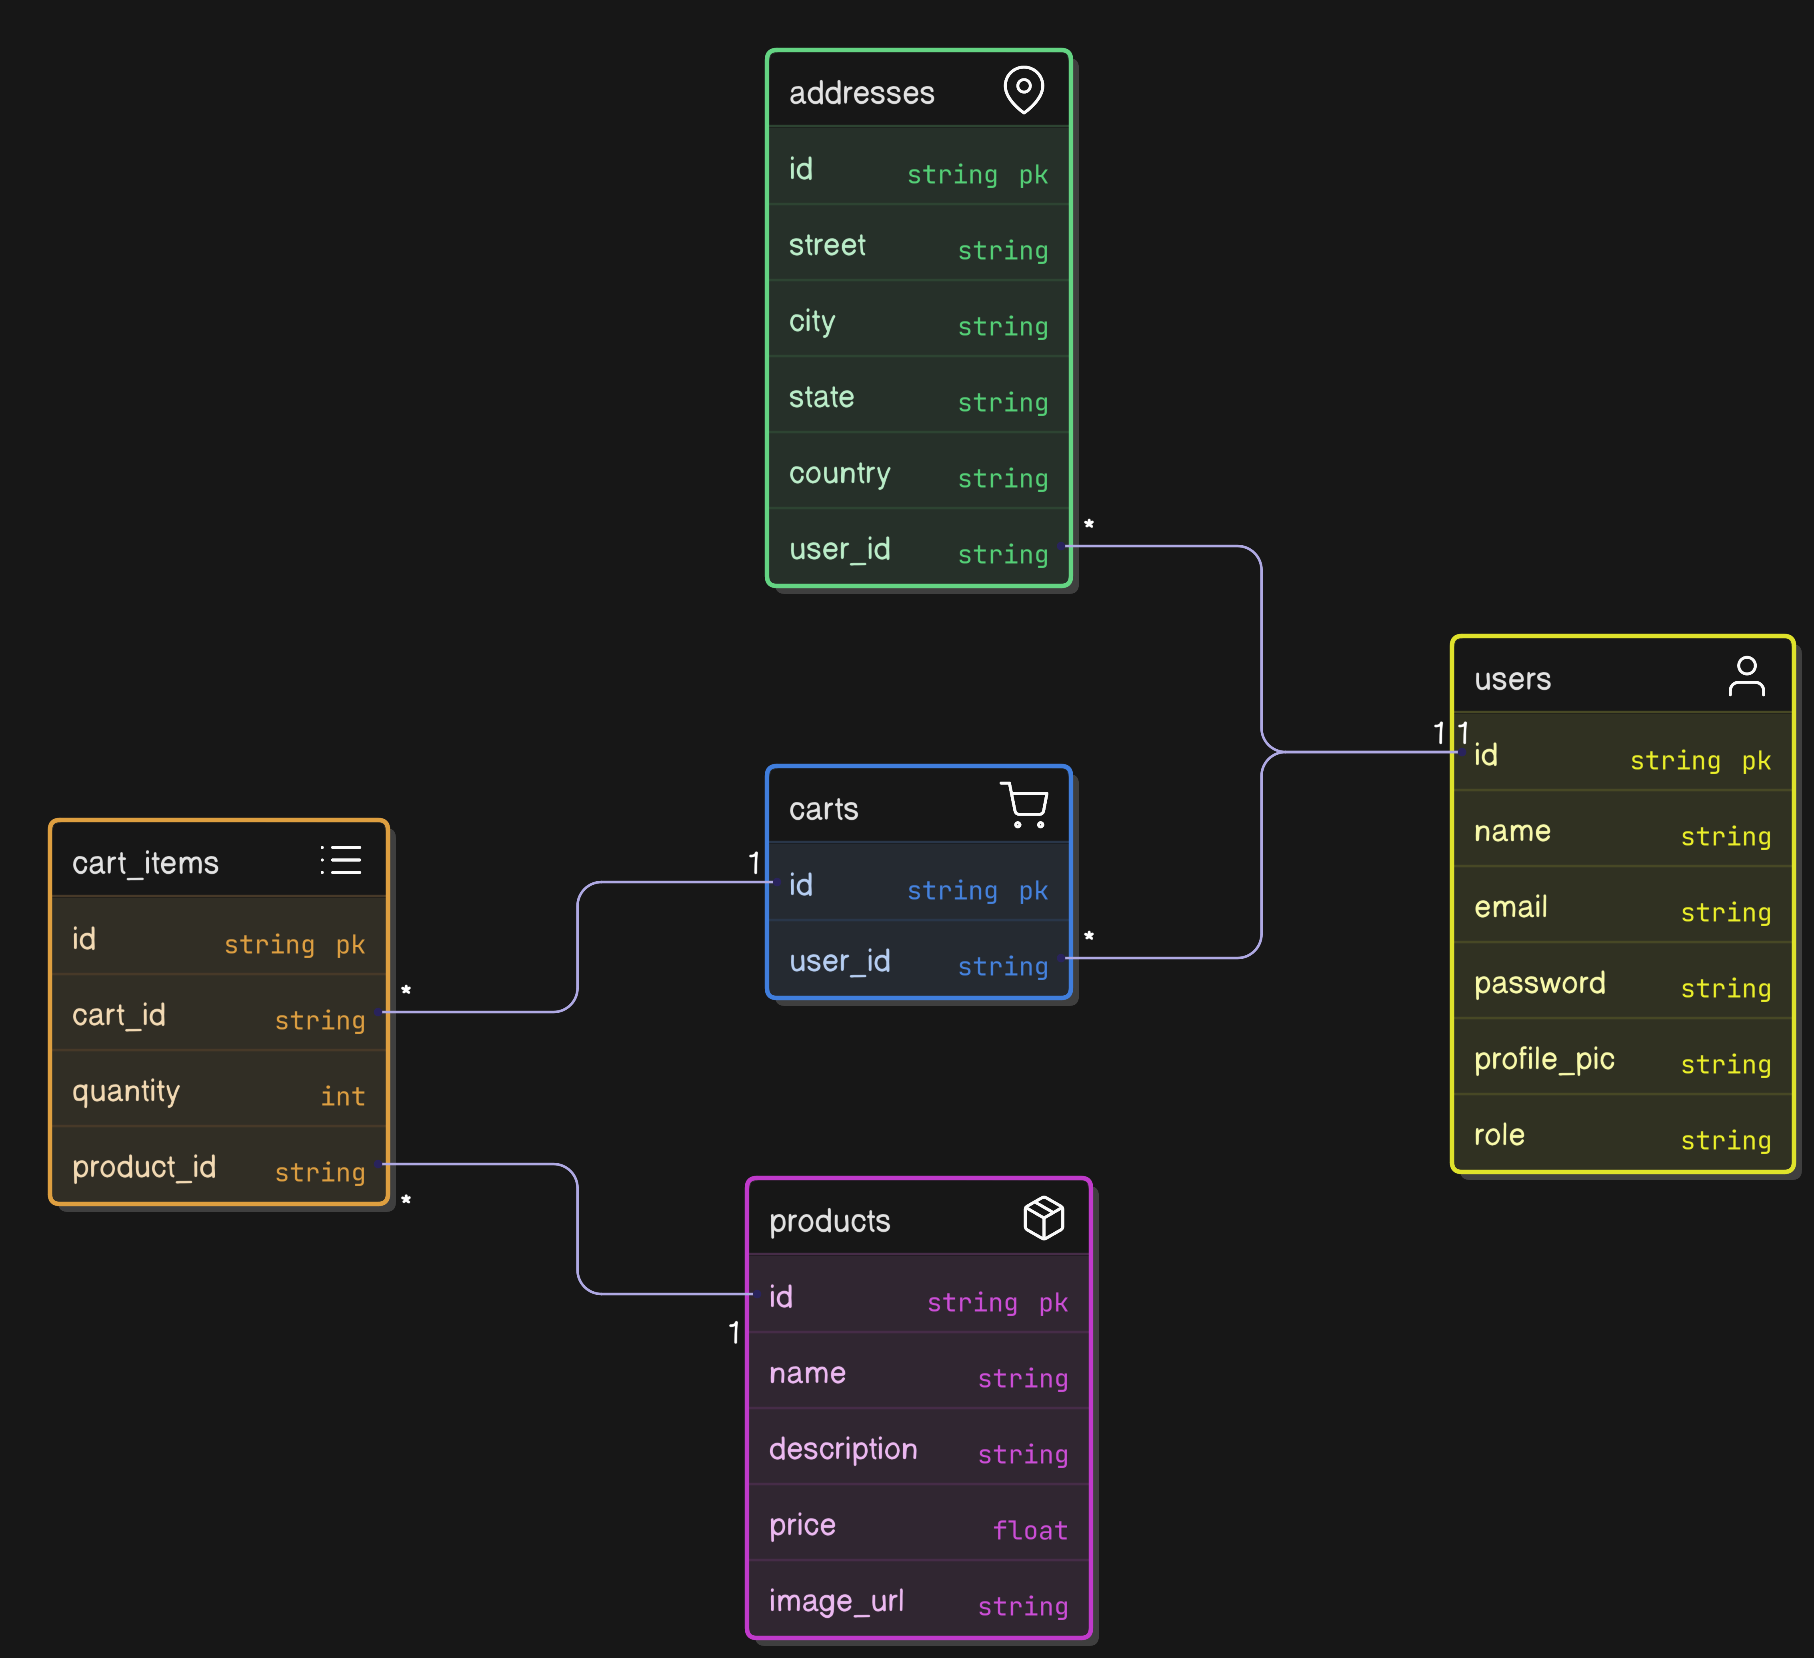 addresses
id string pk
street string
city string
state string
country string
user_id string
*
users
1 1
id string pk
name string
email string
password string
profile_pic string
role string
carts
1
id string pk
user_id string
*
cart_items
id string pk
*
cart_id string
quantity int
product_id string
*
products
id string pk
1
name string
description string
price float
image_url string